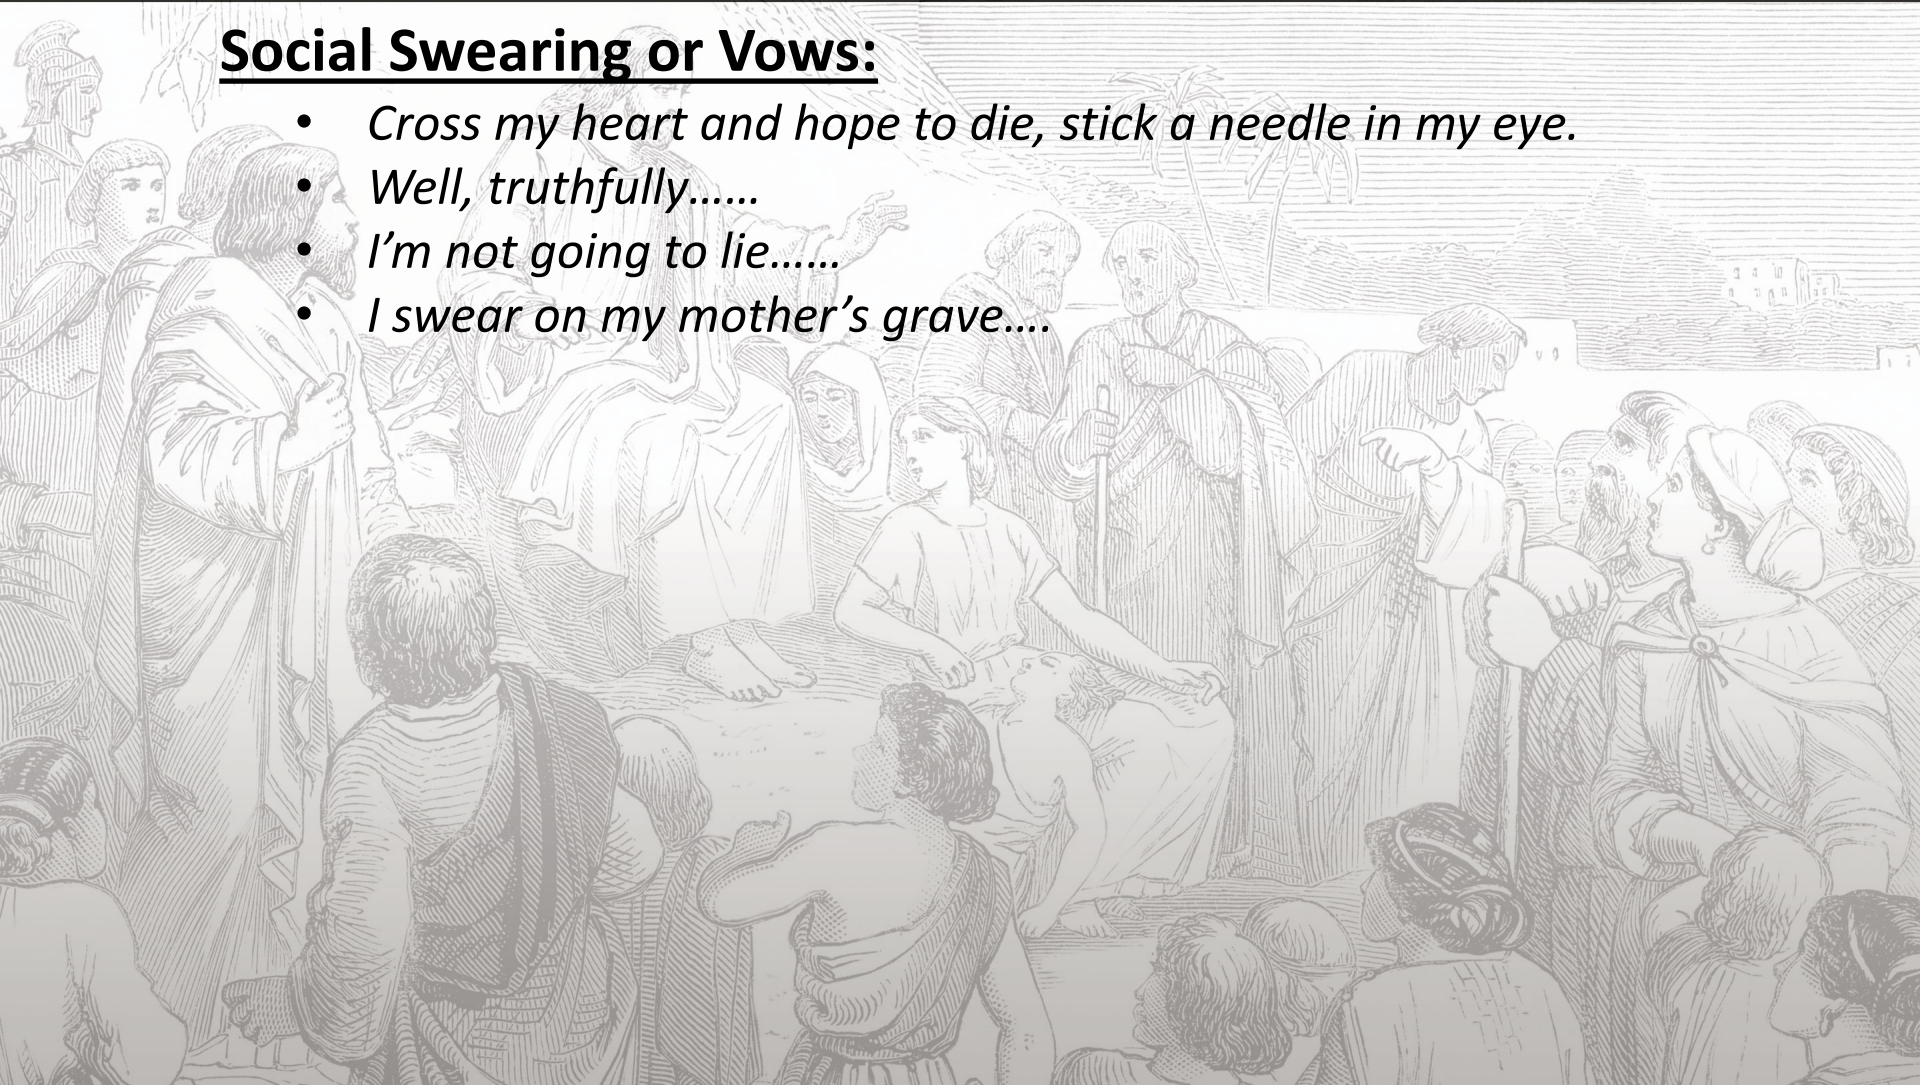 Social Swearing or Vows:
• Cross my heart and hope to die, stick a needle in my eye.
• Well, truthfully……
• I’m not going to lie……
• I swear on my mother’s grave….